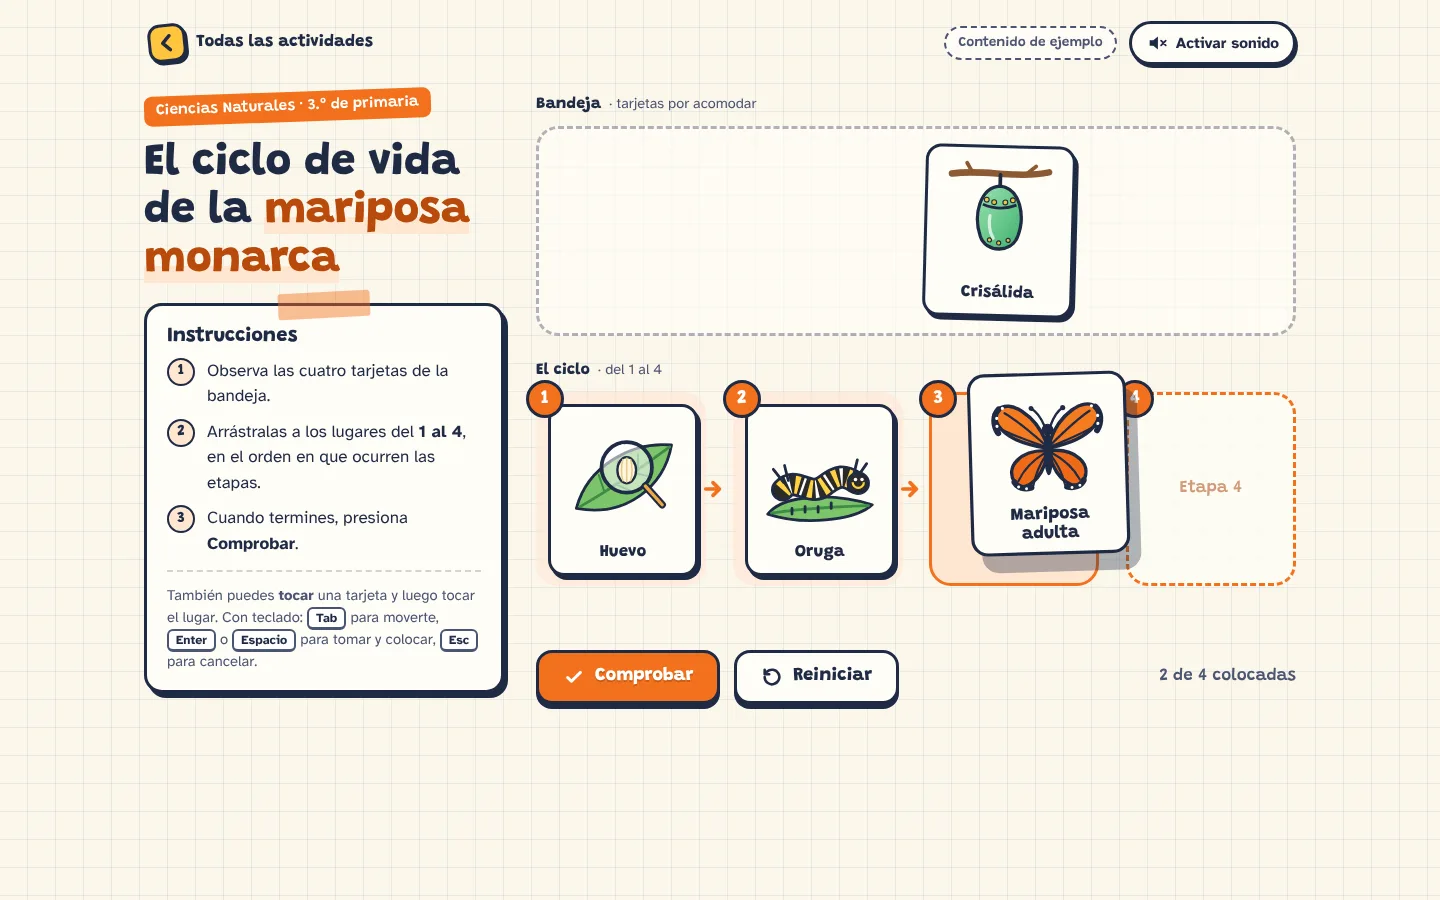 Todas las actividades
Contenido de ejemplo
Activar sonido
Ciencias Naturales · 3.º de primaria
El ciclo de vida
de la mariposa
monarca
Instrucciones
1 Observa las cuatro tarjetas de la
bandeja.
2 Arrástralas a los lugares del 1 al 4,
en el orden en que ocurren las
etapas.
3 Cuando termines, presiona
Comprobar.
También puedes tocar una tarjeta y luego tocar
el lugar. Con teclado: Tab para moverte,
Enter o Espacio para tomar y colocar, Esc
para cancelar.
Bandeja · tarjetas por acomodar
Crisálida
El ciclo · del 1 al 4
1
2
3
4
Huevo
Oruga
Mariposa
adulta
Etapa 4
Comprobar
Reiniciar
2 de 4 colocadas